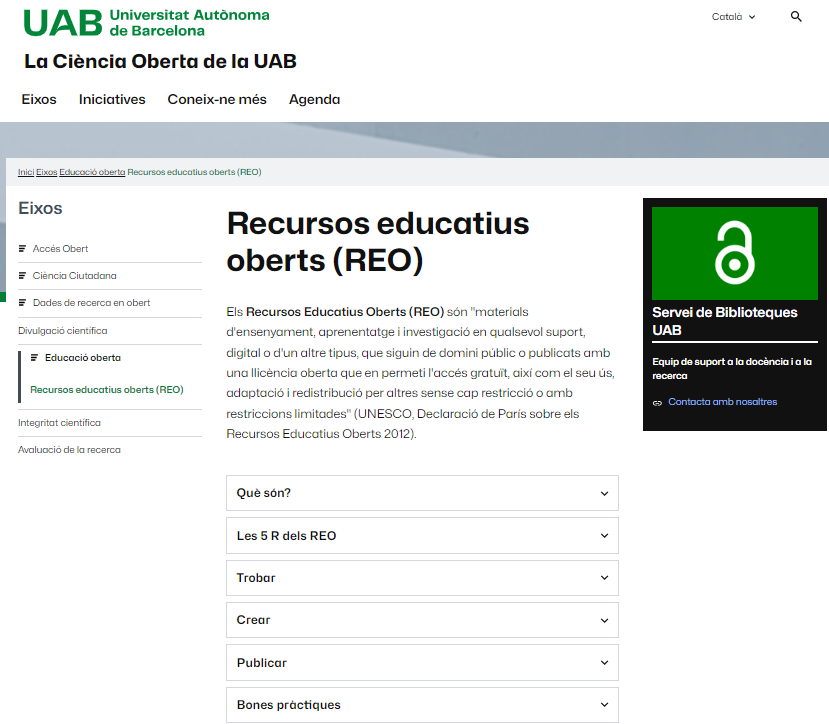 UAB Universitat Autònoma
de Barcelona
Català
La Ciència Oberta de la UAB
Eixos Iniciatives Coneix-ne més Agenda
Inici Eixos Educació oberta Recursos educatius oberts (REO)
Eixos
Accés Obert
Ciència Ciutadana
Dades de recerca en obert
Divulgació científica
Educació oberta
Recursos educatius oberts (REO)
Integritat científica
Avaluació de la recerca
Recursos educatius
oberts (REO)
Els Recursos Educatius Oberts (REO) són "materials
d'ensenyament, aprenentatge i investigació en qualsevol suport,
digital o d'un altre tipus, que siguin de domini públic o publicats amb
una llicència oberta que en permeti l'accés gratuït, així com el seu ús,
adaptació i redistribució per altres sense cap restricció o amb
restriccions limitades" (UNESCO, Declaració de París sobre els
Recursos Educatius Oberts 2012).
Què són?
Les 5 R dels REO
Trobar
Crear
Publicar
Bones pràctiques
Servei de Biblioteques
UAB
Equip de suport a la docència i a la
recerca
Contacta amb nosaltres